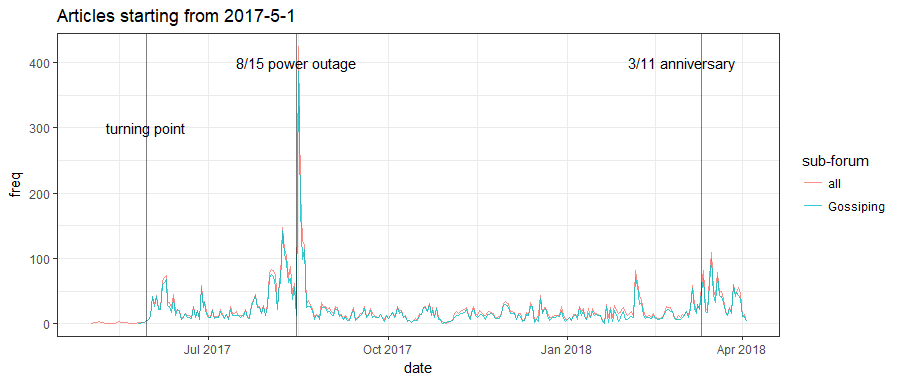 Articles starting from 2017-5-1
400
300
200
100
0
freq
8/15 power outage
3/11 anniversary
turning point
sub-forum
all
Gossiping
Jul 2017
Oct 2017
Jan 2018
Apr 2018
date